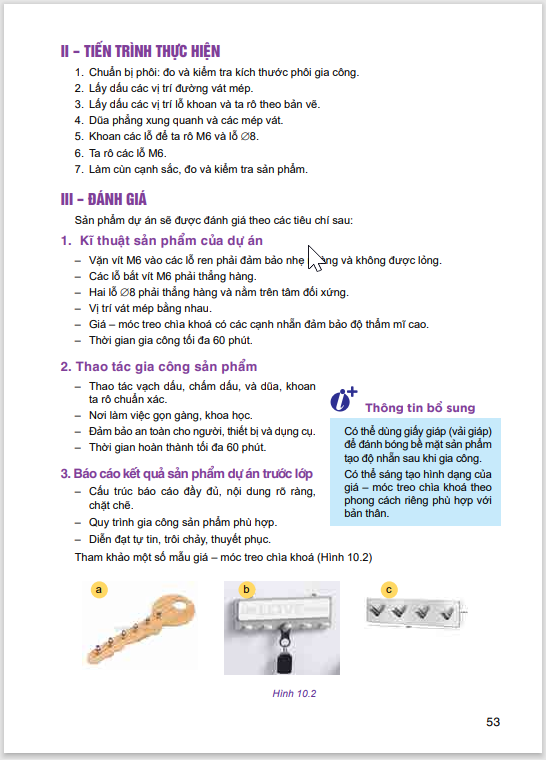 II – TIẾN TRÌNH THỰC HIỆN
1. Chuẩn bị phôi: đo và kiểm tra kích thước phôi gia công.
2. Lấy dấu các vị trí đường vát mép.
3. Lấy dấu các vị trí lỗ khoan và ta rô theo bản vẽ.
4. Dũa phẳng xung quanh và các mép vát.
5. Khoan các lỗ để ta rô M6 và lỗ ∅8.
6. Ta rô các lỗ M6.
7. Làm cùn cạnh sắc, đo và kiểm tra sản phẩm.
III – ĐÁNH GIÁ
Sản phẩm dự án sẽ được đánh giá theo các tiêu chí sau:
1. Kĩ thuật sản phẩm của dự án
– Vặn vít M6 vào các lỗ ren phải đảm bảo nhẹ và không được lỏng.
– Các lỗ bắt vít M6 phải thẳng hàng.
– Hai lỗ ∅8 phải thẳng hàng và nằm trên tâm đối xứng.
– Vị trí vát mép bằng nhau.
– Giá – móc treo chìa khoá có các cạnh nhẵn đảm bảo độ thẩm mĩ cao.
– Thời gian gia công tối đa 60 phút.
2. Thao tác gia công sản phẩm
– Thao tác vạch dấu, chấm dấu, và dũa, khoan
ta rô chuẩn xác.
– Nơi làm việc gọn gàng, khoa học.
– Đảm bảo an toàn cho người, thiết bị và dụng cụ.
– Thời gian hoàn thành tối đa 60 phút.
i+ Thông tin bổ sung
Có thể dùng giấy giáp (vải giáp)
để đánh bóng bề mặt sản phẩm
tạo độ nhẵn sau khi gia công.
Có thể sáng tạo hình dạng của
giá – móc treo chìa khoá theo
phong cách riêng phù hợp với
bản thân.
3. Báo cáo kết quả sản phẩm dự án trước lớp
– Cấu trúc báo cáo đầy đủ, nội dung rõ ràng,
chặt chẽ.
– Quy trình gia công sản phẩm phù hợp.
– Diễn đạt tự tin, trôi chảy, thuyết phục.
Tham khảo một số mẫu giá – móc treo chìa khoá (Hình 10.2)
a
b
c
LOVE
Hình 10.2
53